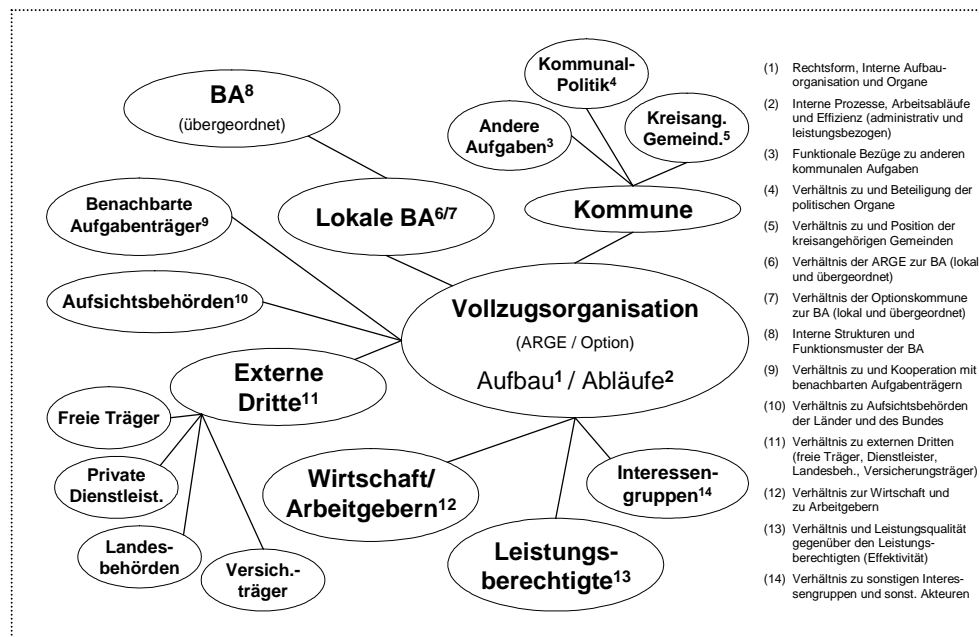 BA⁸
(übergeordnet)
Kommunal-
Politik⁴
Andere
Aufgaben³
Kreisang.
Gemeind.⁵
Benachbarte
Aufgabenträger⁹
Lokale BA⁶/⁷
Kommune
Aufsichtsbehörden¹⁰
Vollzugsorganisation
(ARGE / Option)
Aufbau¹ / Abläufe²
Externe
Dritte¹¹
Freie Träger
Private
Dienstleist.
Landes-
behörden
Versich.-
träger
Wirtschaft/
Arbeitgebern¹²
Interessen-
gruppen¹⁴
Leistungs-
berechtigte¹³
(1) Rechtsform, Interne Aufbau-
organisation und Organe
(2) Interne Prozesse, Arbeitsabläufe
und Effizienz (administrativ und
leistungsbezogen)
(3) Funktionale Bezüge zu anderen
kommunalen Aufgaben
(4) Verhältnis zu und Beteiligung der
politischen Organe
(5) Verhältnis zu und Position der
kreisangehörigen Gemeinden
(6) Verhältnis der ARGE zur BA (lokal
und übergeordnet)
(7) Verhältnis der Optionskommune
zur BA (lokal und übergeordnet)
(8) Interne Strukturen und
Funktionsmuster der BA
(9) Verhältnis zu und Kooperation mit
benachbarten Aufgabenträgern
(10) Verhältnis zu Aufsichtsbehörden
der Länder und des Bundes
(11) Verhältnis zu externen Dritten
(freie Träger, Dienstleister,
Landesbeh., Versicherungsträger)
(12) Verhältnis zur Wirtschaft und
zu Arbeitgebern
(13) Verhältnis und Leistungsqualität
gegenüber den Leistungs-
berechtigten (Effektivität)
(14) Verhältnis zu sonstigen Interes-
sengruppen und sonst. Akteuren